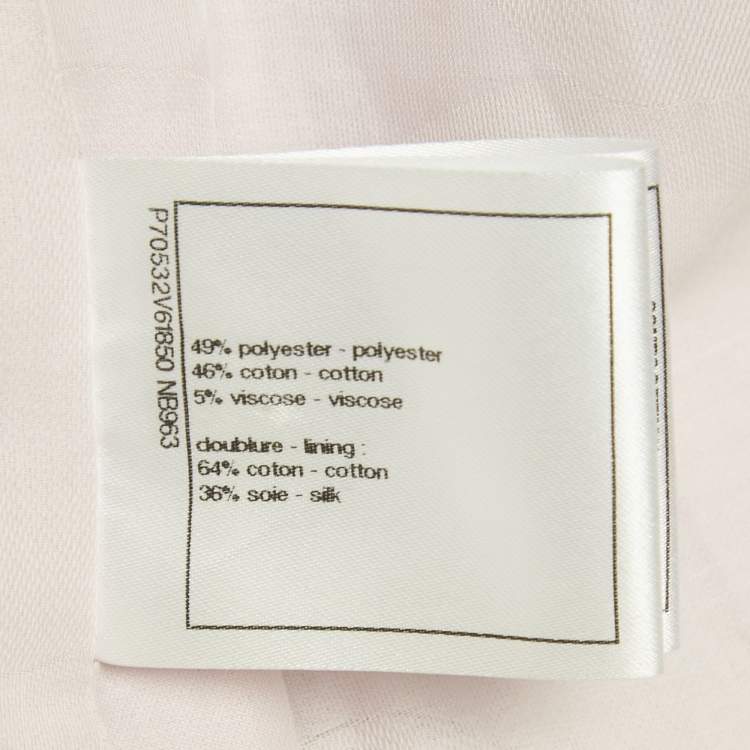 P70532V61850 NB963
49% polyester - polyester
46% coton - cotton
5% viscose - viscose
doublure - lining :
64% coton - cotton
36% soie - silk